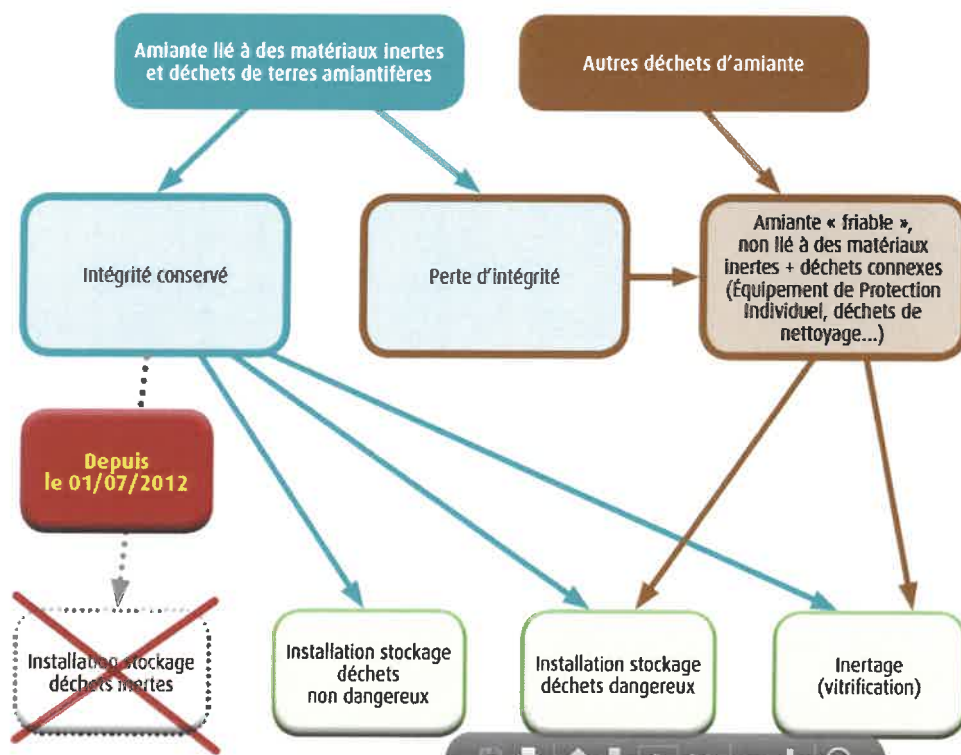 Amiante lié à des matériaux inertes
et déchets de terres amiantifères
Autres déchets d'amiante
Intégrité conservé
Perte d'intégrité
Amiante « friable »,
non lié à des matériaux
inertes + déchets connexes
(Équipement de Protection
Individuel, déchets de
nettoyage...)
Depuis
le 01/07/2012
Installation stockage
déchets inertes
Installation stockage
déchets
non dangereux
Installation stockage
déchets dangereux
Inertage
(vitrification)